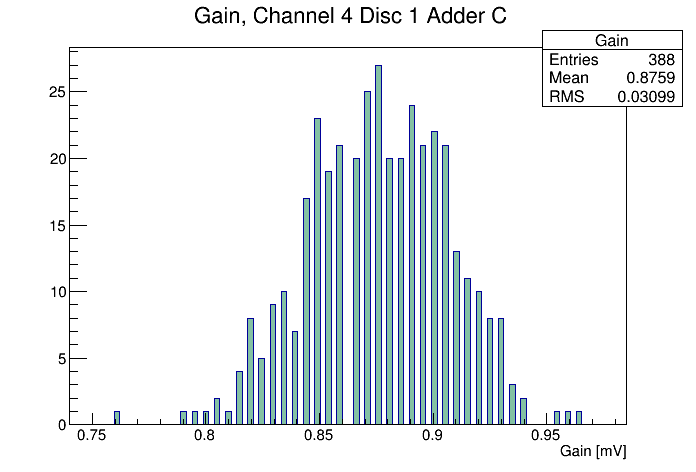 Gain, Channel 4 Disc 1 Adder C
Gain
Entries 388
Mean 0.8759
RMS 0.03099
25
20
15
10
5
0
0.75 0.8 0.85 0.9 0.95
Gain [mV]